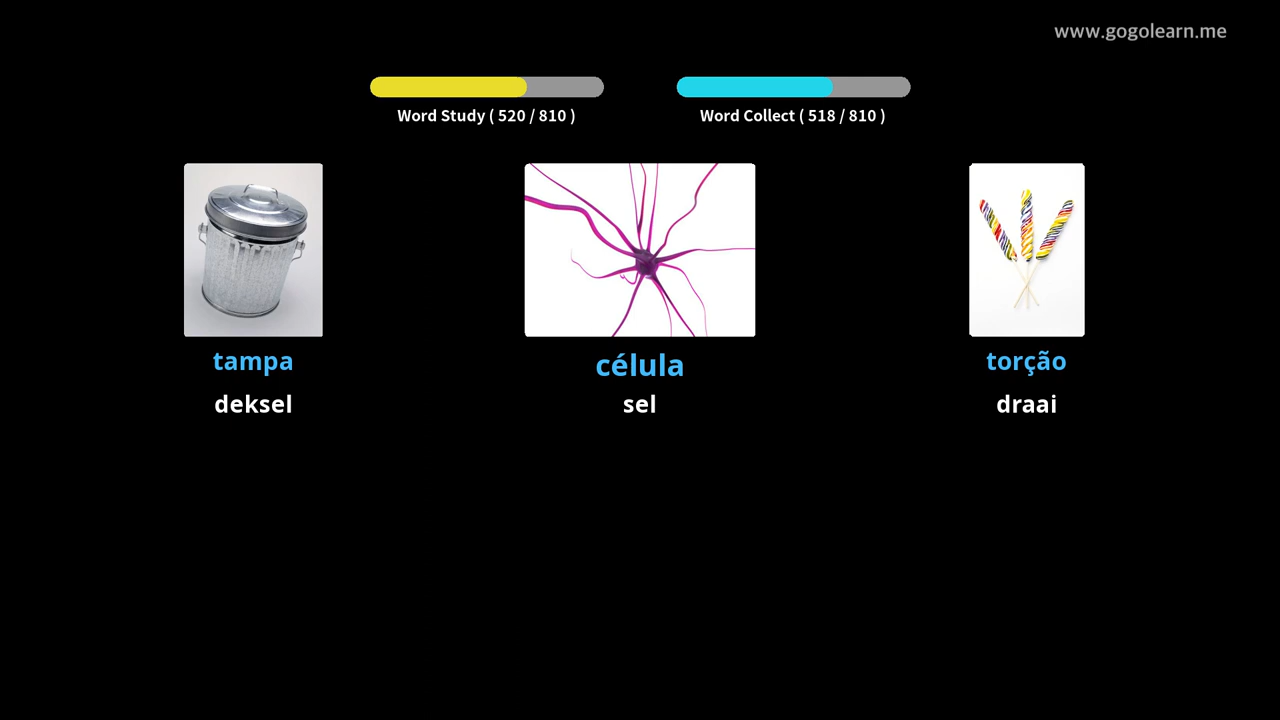 www.gogolearn.me
Word Study ( 520 / 810 )
Word Collect ( 518 / 810 )
tampa
célula
torção
deksel
sel
draai